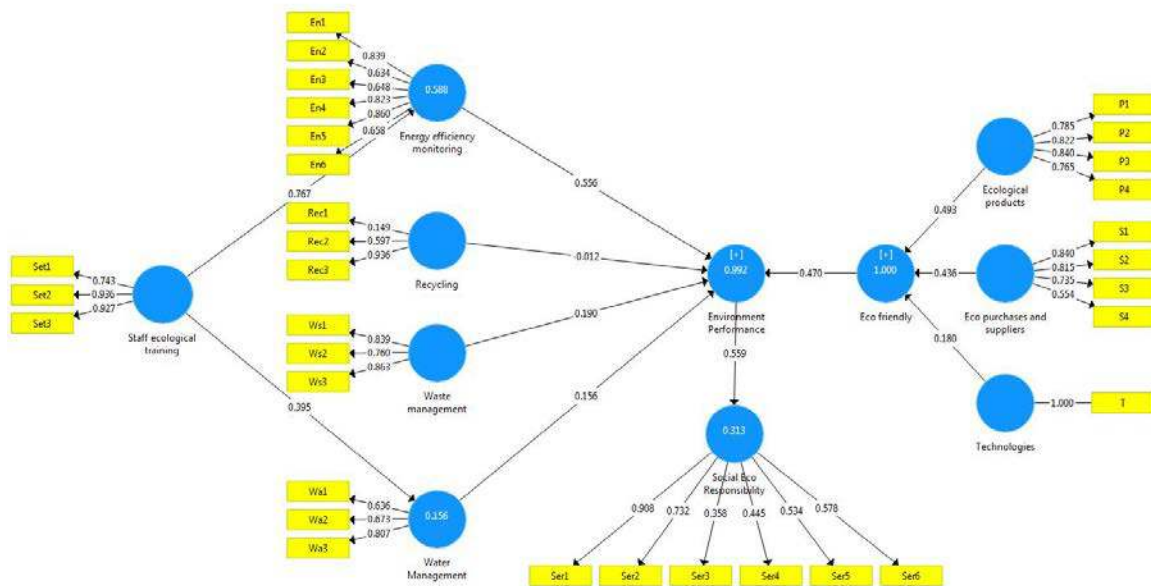 En1
0.839
En2
0.634
En3
0.648
En4
0.823
En5
0.860
En6
0.658
0.588
Energy efficiency
monitoring
0.767
0.556
Rec1
0.149
Rec2
0.597
Rec3
0.936
Recycling
-0.012
Set1
0.743
Set2
0.936
Set3
0.927
Staff ecological
training
Ws1
0.839
Ws2
0.760
Ws3
0.863
Waste
management
0.190
0.395
0.156
Wa1
0.636
Wa2
0.673
Wa3
0.807
0.156
Water
Management
[+]
0.992
Environment
Performance
0.470
[+]
1.000
Eco friendly
0.559
0.313
Social Eco
Responsibility
0.908
0.732
0.358
0.445
0.534
0.578
Ser1
Ser2
Ser3
Ser4
Ser5
Ser6
P1
0.785
P2
0.822
P3
0.840
P4
0.765
Ecological
products
0.493
S1
0.840
S2
0.815
S3
0.735
S4
0.554
0.436
Eco purchases and
suppliers
0.180
1.000
T
Technologies